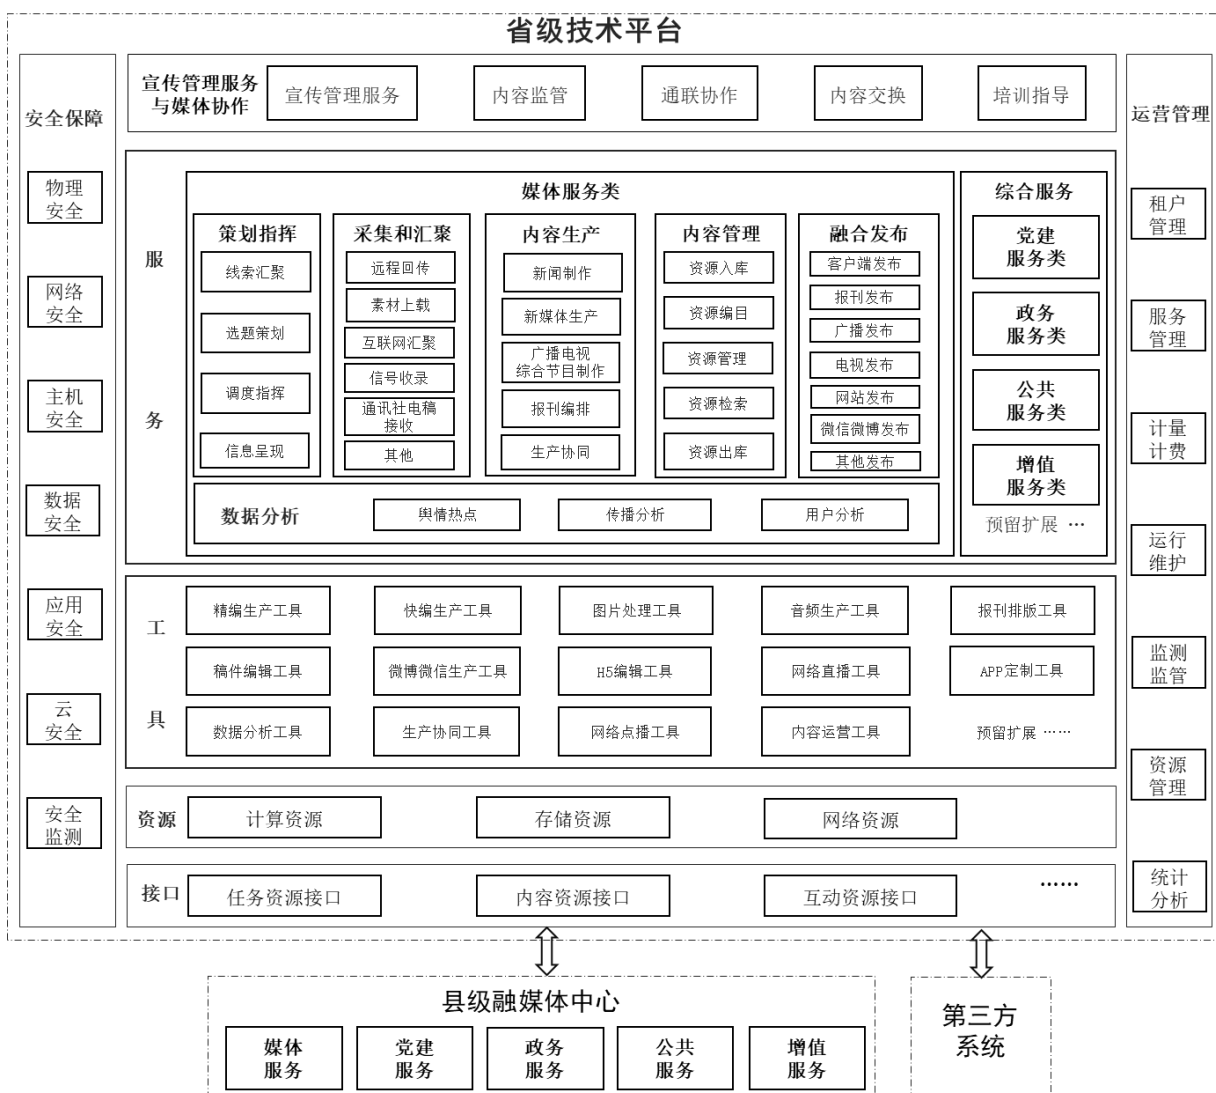 省级技术平台
安全保障
物理
安全
网络
安全
主机
安全
数据
安全
应用
安全
云
安全
安全
监测
宣传管理服务
与媒体协作
宣传管理服务
内容监管
通联协作
内容交换
培训指导
服
务
媒体服务类
策划指挥
线索汇聚
选题策划
调度指挥
信息呈现
采集和汇聚
远程回传
素材上载
互联网汇聚
信号收录
通讯社电稿
接收
其他
内容生产
新闻制作
新媒体生产
广播电视
综合节目制作
报刊编排
生产协同
内容管理
资源入库
资源编目
资源管理
资源检索
资源出库
融合发布
客户端发布
报刊发布
广播发布
电视发布
网站发布
微信微博发布
其他发布
数据分析
舆情热点
传播分析
用户分析
综合服务
党建
服务类
政务
服务类
公共
服务类
增值
服务类
预留扩展 …
工
具
精编生产工具
快编生产工具
图片处理工具
音频生产工具
报刊排版工具
稿件编辑工具
微博微信生产工具
H5编辑工具
网络直播工具
APP定制工具
数据分析工具
生产协同工具
网络点播工具
内容运营工具
预留扩展 ……
资源
计算资源
存储资源
网络资源
接口
任务资源接口
内容资源接口
互动资源接口
……
运营管理
租户
管理
服务
管理
计量
计费
运行
维护
监测
监管
资源
管理
统计
分析
县级融媒体中心
媒体
服务
党建
服务
政务
服务
公共
服务
增值
服务
第三方
系统